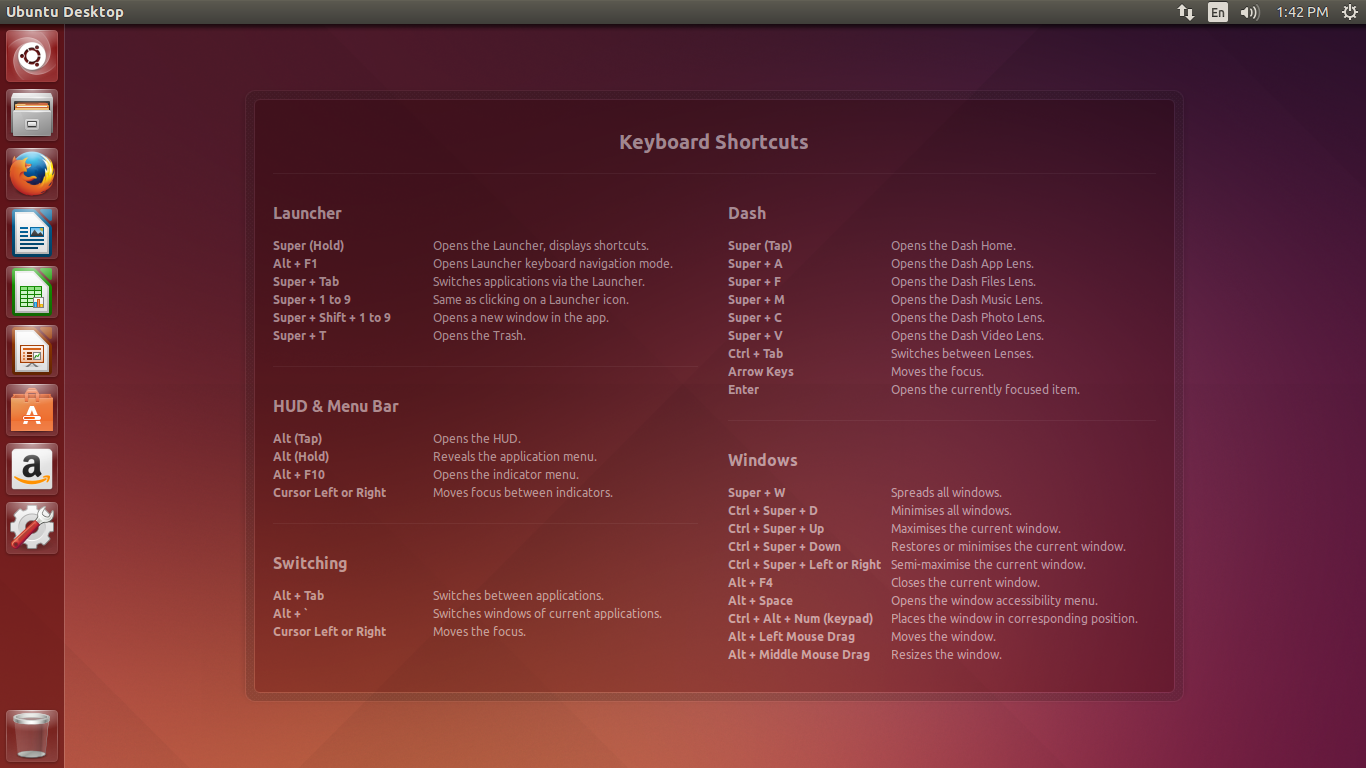 Ubuntu Desktop
En
1:42 PM
Keyboard Shortcuts
Launcher
Super (Hold) Opens the Launcher, displays shortcuts.
Alt + F1 Opens Launcher keyboard navigation mode.
Super + Tab Switches applications via the Launcher.
Super + 1 to 9 Same as clicking on a Launcher icon.
Super + Shift + 1 to 9 Opens a new window in the app.
Super + T Opens the Trash.
HUD & Menu Bar
Alt (Tap) Opens the HUD.
Alt (Hold) Reveals the application menu.
Alt + F10 Opens the indicator menu.
Cursor Left or Right Moves focus between indicators.
Switching
Alt + Tab Switches between applications.
Alt + ` Switches windows of current applications.
Cursor Left or Right Moves the focus.
Dash
Super (Tap) Opens the Dash Home.
Super + A Opens the Dash App Lens.
Super + F Opens the Dash Files Lens.
Super + M Opens the Dash Music Lens.
Super + C Opens the Dash Photo Lens.
Super + V Opens the Dash Video Lens.
Ctrl + Tab Switches between Lenses.
Arrow Keys Moves the focus.
Enter Opens the currently focused item.
Windows
Super + W Spreads all windows.
Ctrl + Super + D Minimises all windows.
Ctrl + Super + Up Maximises the current window.
Ctrl + Super + Down Restores or minimises the current window.
Ctrl + Super + Left or Right Semi-maximise the current window.
Alt + F4 Closes the current window.
Alt + Space Opens the window accessibility menu.
Ctrl + Alt + Num (keypad) Places the window in corresponding position.
Alt + Left Mouse Drag Moves the window.
Alt + Middle Mouse Drag Resizes the window.